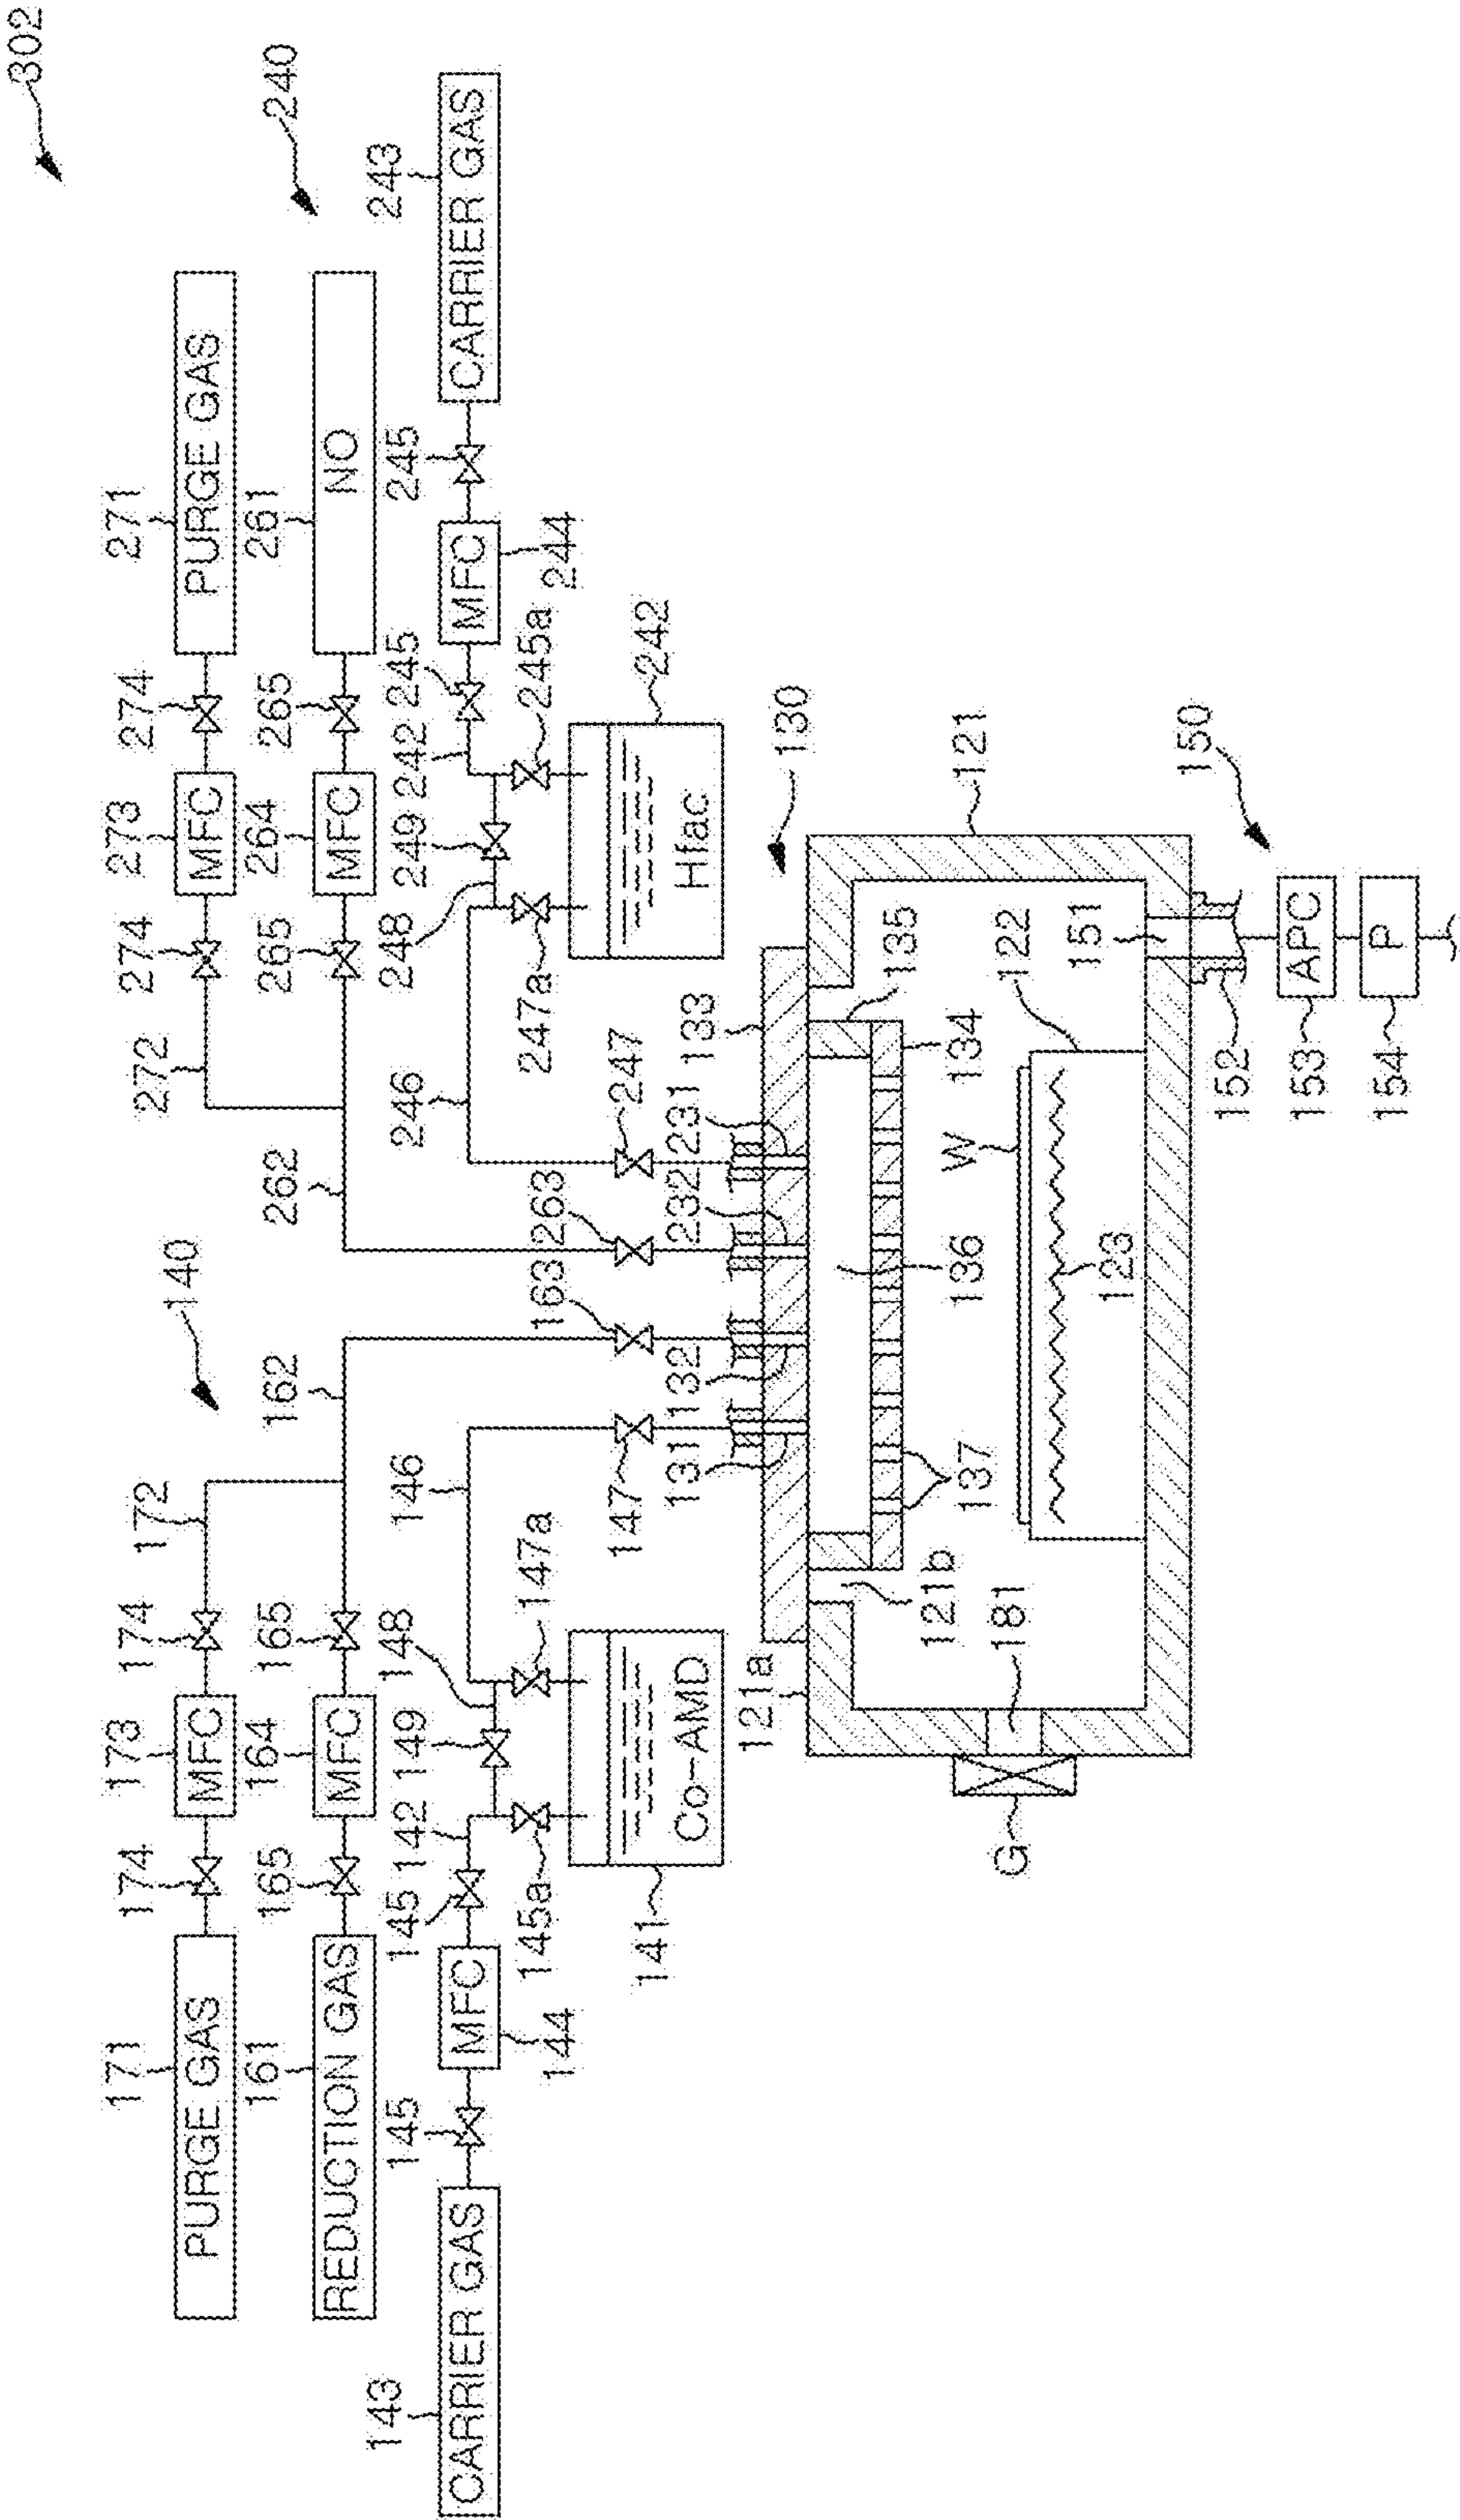 302
140
240
171
174
173
174
172
272
274
273
274
271
PURGE GAS
MFC
MFC
PURGE GAS
161
165
164
165
162
262
265
264
265
261
REDUCTION GAS
MFC
MFC
NO
143
145
145
142
149
148
146
246
248
249
242
245
245
243
CARRIER GAS
MFC
MFC
CARRIER GAS
144
145a
147a
163
263
247a
245a
244
147
247
141
242
Co-AMD
131
132
232
231
Hfac
121a
133
130
121b
135
137
136
134
121
G
181
W
123
122
151
150
152
APC
153
P
154